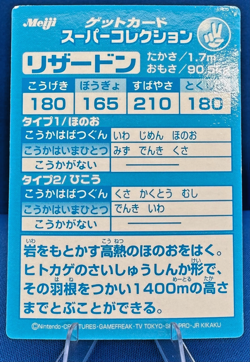 Meiji ゲットカード
スーパーコレクション
リザードン
たかさ/1.7m
おもさ/90.5kg
こうげき ぼうぎょ すばやさ とくしゅ
180 165 210 180
タイプ1/ほのお
こうかはばつぐん いわ じめん ほのお
こうかはいまひとつ みず でんき くさ
こうかがない
タイプ2/ひこう
こうかはばつぐん くさ かくとう むし
こうかはいまひとつ でんき いわ
こうかがない
岩をもとかす高熱のほのおをはく。
ヒトカゲのさいしゅうしんか形で、
その羽根をつかい1400mの高さ
までとぶことができる。
©Nintendo·CREATURES·GAMEFREAK·TV TOKYO·SHOPRO·JR KIKAKU